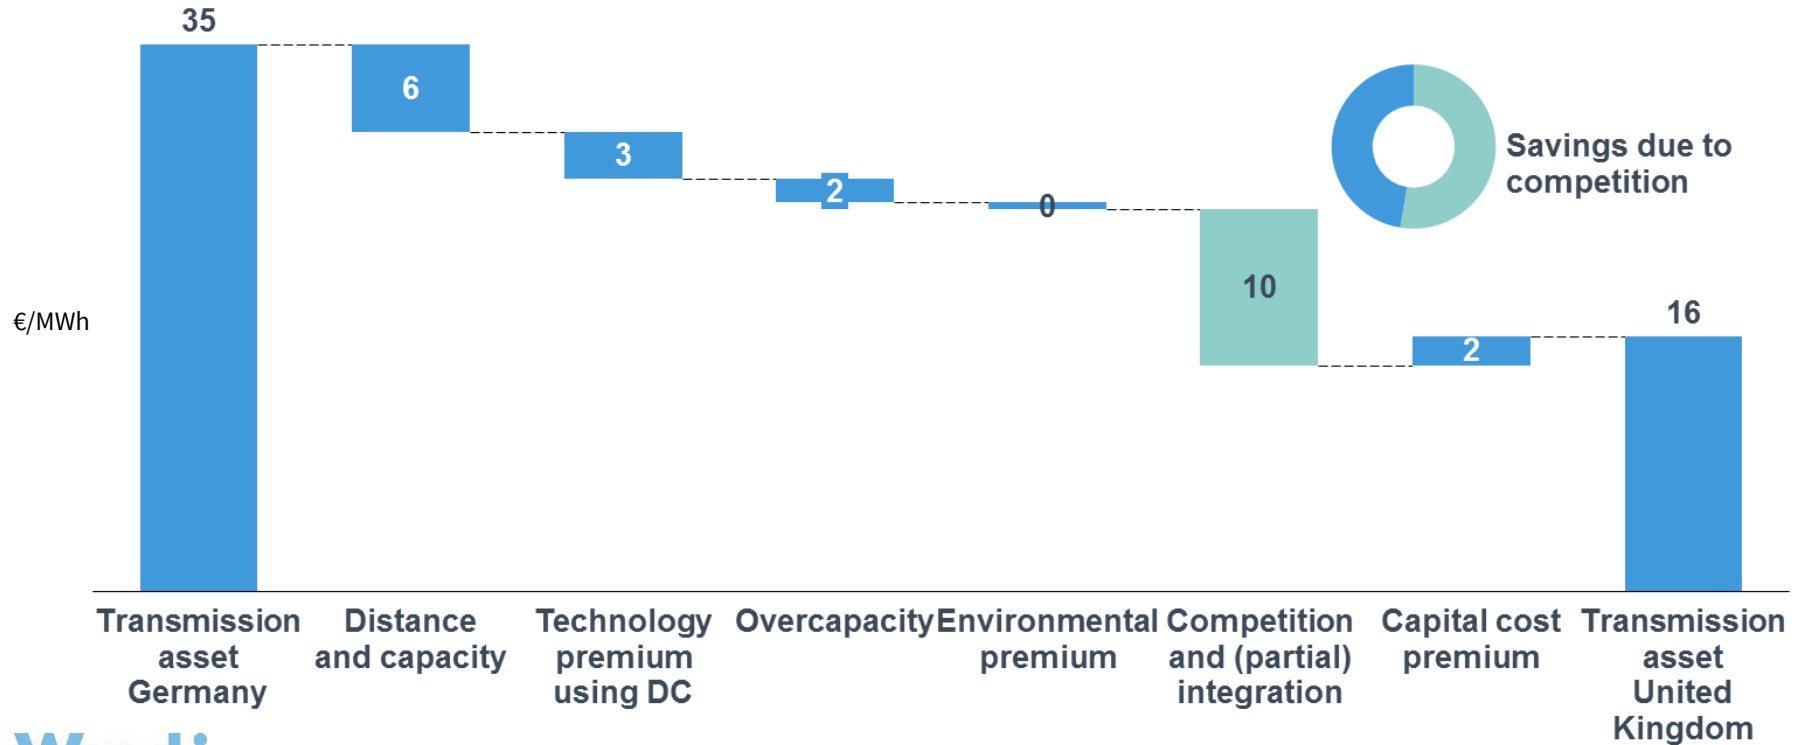 35
6
3
2
0
10
2
16
Savings due to
competition
€/MWh
Transmission
asset
Germany
Distance
and capacity
Technology
premium
using DC
Overcapacity
Environmental
premium
Competition
and (partial)
integration
Capital cost
premium
Transmission
asset
United
Kingdom